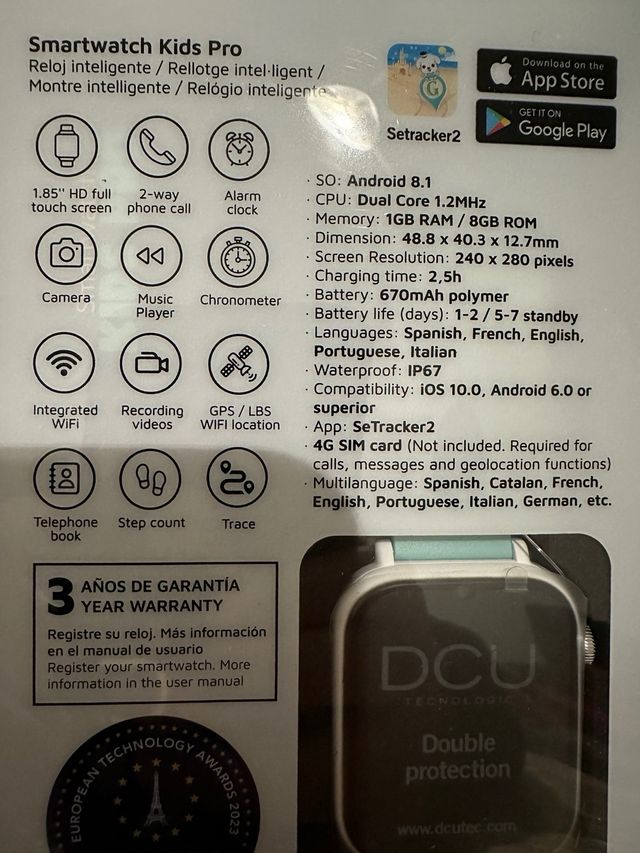 Smartwatch Kids Pro
Reloj inteligente / Rellotge intel·ligent /
Montre intelligente / Relógio inteligente
G
Setracker2
Download on the
App Store
GET IT ON
Google Play
1.85'' HD full
touch screen
2-way
phone call
Alarm
clock
Camera
Music
Player
Chronometer
Integrated
WiFi
Recording
videos
GPS / LBS
WIFI location
Telephone
book
Step count
Trace
· SO: Android 8.1
· CPU: Dual Core 1.2MHz
· Memory: 1GB RAM / 8GB ROM
· Dimension: 48.8 x 40.3 x 12.7mm
· Screen Resolution: 240 x 280 pixels
· Charging time: 2,5h
· Battery: 670mAh polymer
· Battery life (days): 1-2 / 5-7 standby
· Languages: Spanish, French, English,
Portuguese, Italian
· Waterproof: IP67
· Compatibility: iOS 10.0, Android 6.0 or
superior
· App: SeTracker2
· 4G SIM card (Not included. Required for
calls, messages and geolocation functions)
· Multilanguage: Spanish, Catalan, French,
English, Portuguese, Italian, German, etc.
3 AÑOS DE GARANTÍA
YEAR WARRANTY
Registre su reloj. Más información
en el manual de usuario
Register your smartwatch. More
information in the user manual
EUROPEAN TECHNOLOGY AWARDS 2023
DCU
TECNOLOGIC
Double
protection
www.dcutec.com